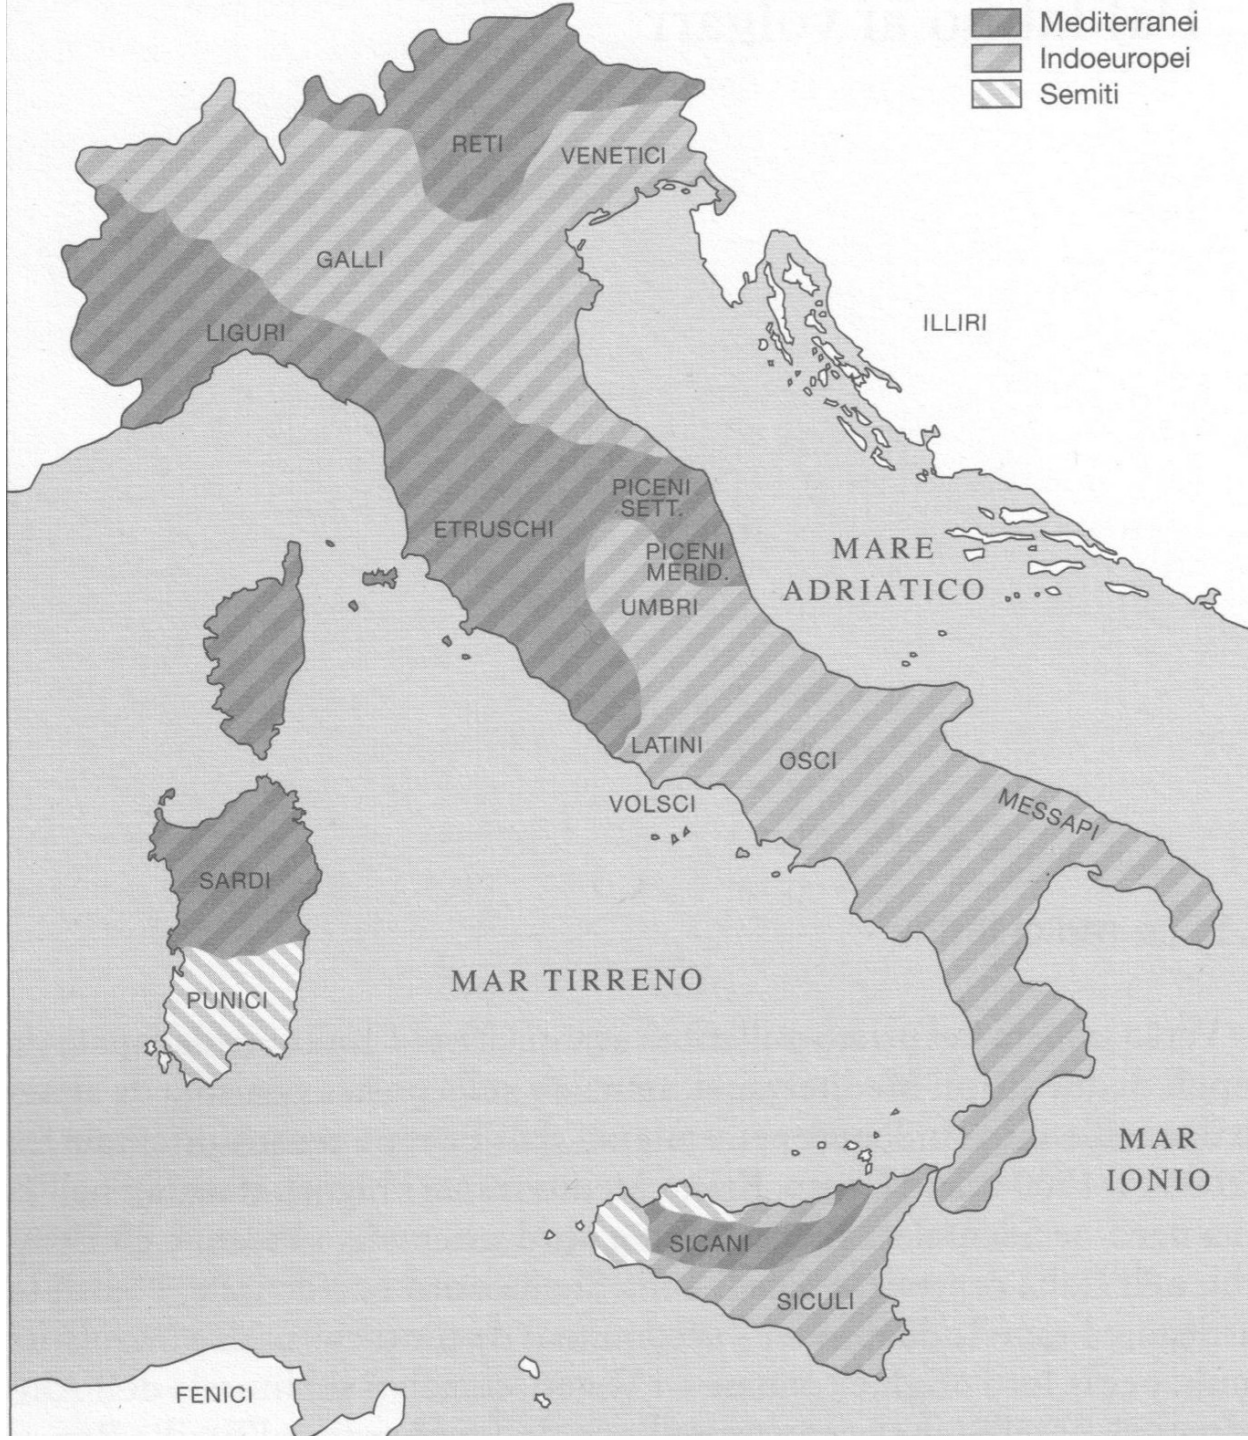 Mediterranei
Indoeuropei
Semiti
RETI
VENETICI
GALLI
LIGURI
ILLIRI
PICENI
SETT.
ETRUSCHI
PICENI
MERID.
MARE
ADRIATICO
UMBRI
LATINI
OSCI
VOLSCI
MESSAPI
SARDI
MAR TIRRENO
PUNICI
MAR
IONIO
SICANI
SICULI
FENICI